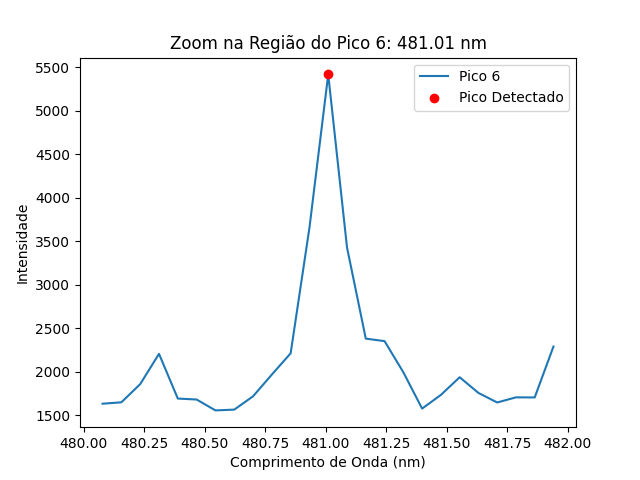 Zoom na Região do Pico 6: 481.01 nm
Pico 6
Pico Detectado
Intensidade
5500
5000
4500
4000
3500
3000
2500
2000
1500
480.00 480.25 480.50 480.75 481.00 481.25 481.50 481.75 482.00
Comprimento de Onda (nm)